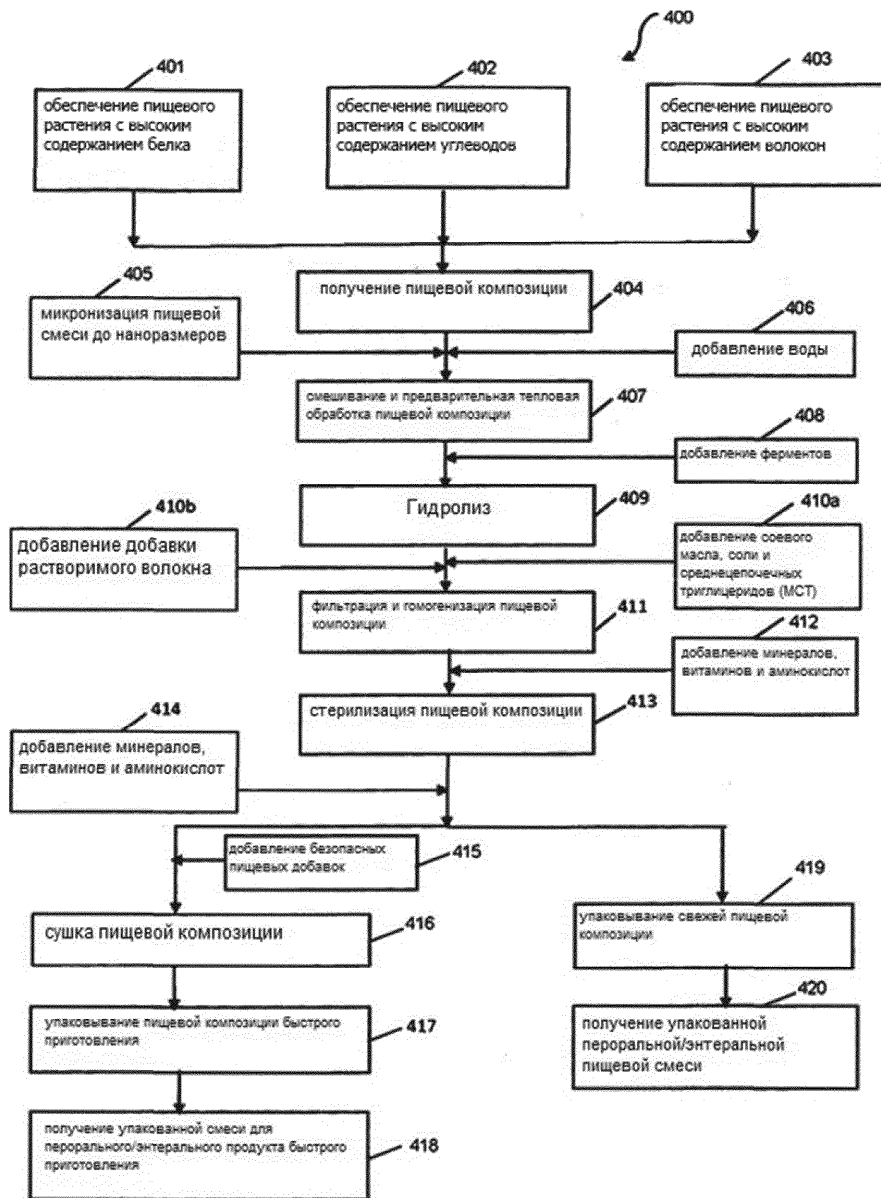 400
401
обеспечение пищевого
растения с высоким
содержанием белка
402
обеспечение пищевого
растения с высоким
содержанием углеводов
403
обеспечение пищевого
растения с высоким
содержанием волокон
получение пищевой композиции
404
405
микронизация пищевой
смеси до наноразмеров
406
добавление воды
смешивание и предварительная тепловая
обработка пищевой композиции
407
408
добавление ферментов
Гидролиз
409
410b
добавление добавки
растворимого волокна
410a
добавление соевого
масла, соли и
среднецепочечных
триглицеридов (МСТ)
фильтрация и гомогенизация пищевой
композиции
411
412
добавление минералов,
витаминов и аминокислот
стерилизация пищевой композиции
413
414
добавление минералов,
витаминов и аминокислот
добавление безопасных
пищевых добавок
415
сушка пищевой композиции
416
419
упаковывание свежей пищевой
композиции
упаковывание пищевой композиции быстрого
приготовления
417
420
получение упакованной
пероральной/энтеральной
пищевой смеси
получение упакованной смеси для
перорального/энтерального продукта быстрого
приготовления
418